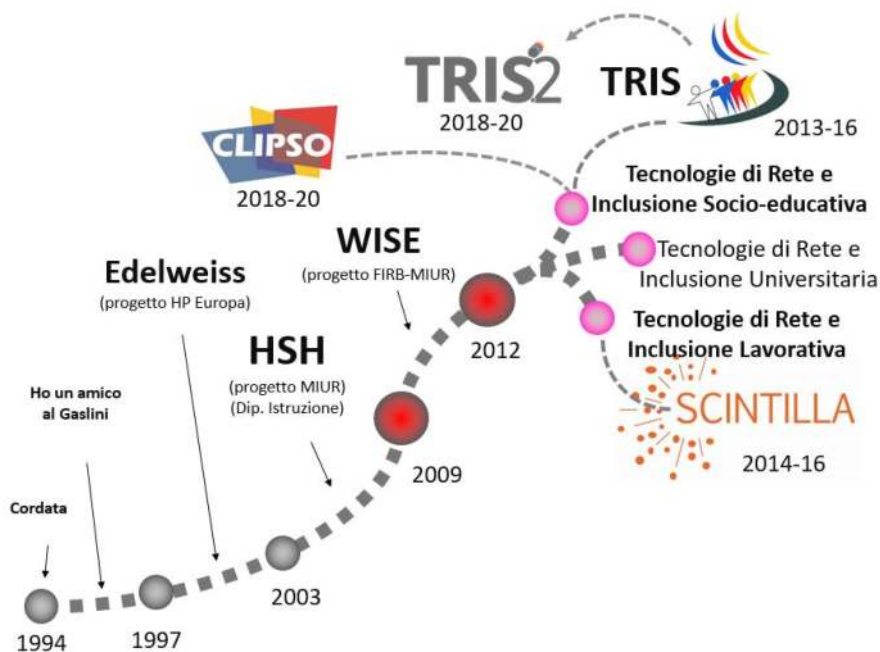 TRIS2
2018-20
TRIS
2013-16
CLIPSO
2018-20
Tecnologie di Rete e
Inclusione Socio-educativa
WISE
(progetto FIRB-MIUR)
Tecnologie di Rete e
Inclusione Universitaria
Edelweiss
(progetto HP Europa)
2012
Tecnologie di Rete e
Inclusione Lavorativa
HSH
(progetto MIUR)
(Dip. Istruzione)
Ho un amico
al Gaslini
SCINTILLA
2014-16
2009
Cordata
2003
1994
1997